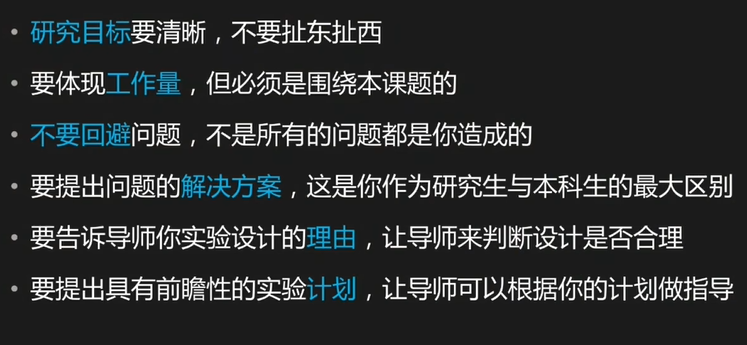 • 研究目标要清晰，不要扯东扯西
• 要体现工作量，但必须是围绕本课题的
• 不要回避问题，不是所有的问题都是你造成的
• 要提出问题的解决方案，这是你作为研究生与本科生的最大区别
• 要告诉导师你实验设计的理由，让导师来判断设计是否合理
• 要提出具有前瞻性的实验计划，让导师可以根据你的计划做指导